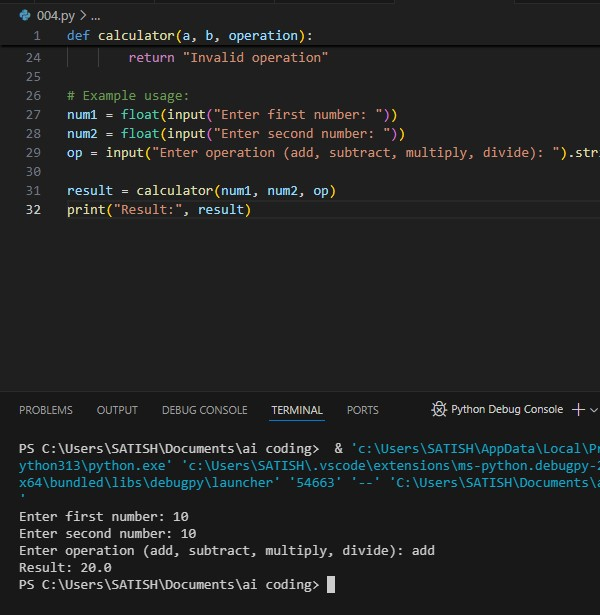 004.py > ...
1 def calculator(a, b, operation):
24 return "Invalid operation"
25
26 # Example usage:
27 num1 = float(input("Enter first number: "))
28 num2 = float(input("Enter second number: "))
29 op = input("Enter operation (add, subtract, multiply, divide): ").str
30
31 result = calculator(num1, num2, op)
32 print("Result:", result)
PROBLEMS OUTPUT DEBUG CONSOLE TERMINAL PORTS Python Debug Console
PS C:\Users\SATISH\Documents\ai coding> & 'c:\Users\SATISH\AppData\Local\Pr
ython313\python.exe' 'c:\Users\SATISH\.vscode\extensions\ms-python.debugpy-2
x64\bundled\libs\debugpy\launcher' '54663' '--' 'C:\Users\SATISH\Documents\a
'
Enter first number: 10
Enter second number: 10
Enter operation (add, subtract, multiply, divide): add
Result: 20.0
PS C:\Users\SATISH\Documents\ai coding>